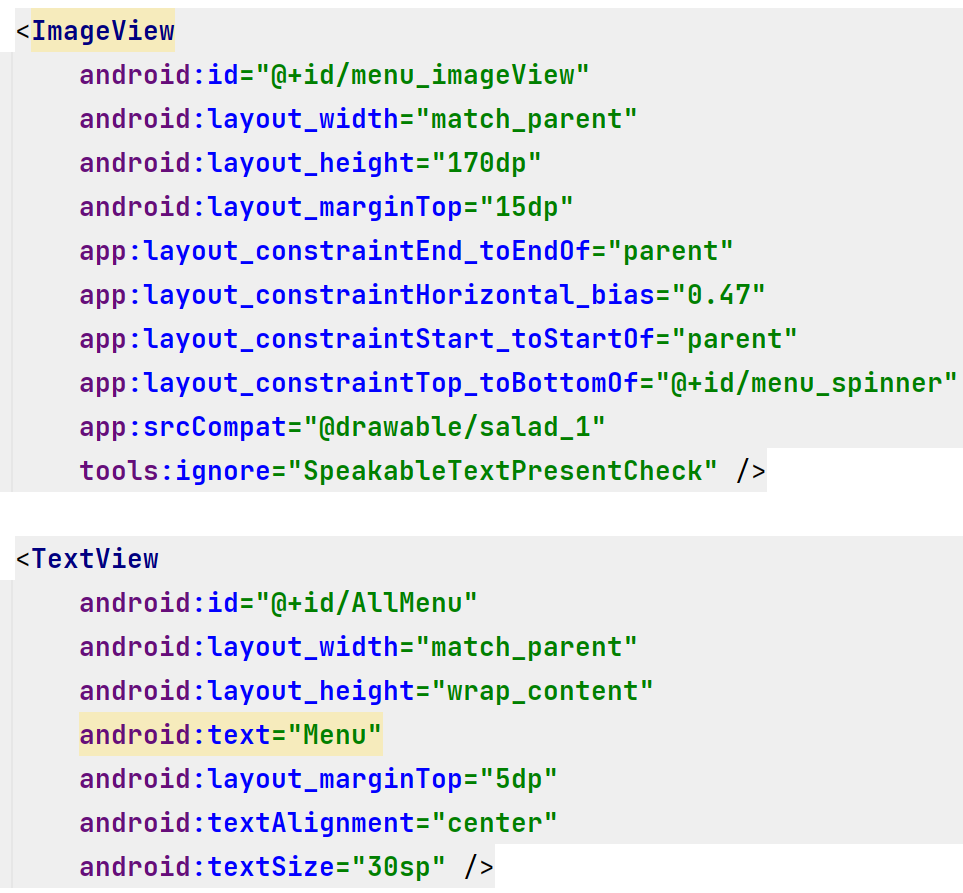 <ImageView
android:id="@+id/menu_imageView"
android:layout_width="match_parent"
android:layout_height="170dp"
android:layout_marginTop="15dp"
app:layout_constraintEnd_toEndOf="parent"
app:layout_constraintHorizontal_bias="0.47"
app:layout_constraintStart_toStartOf="parent"
app:layout_constraintTop_toBottomOf="@+id/menu_spinner"
app:srcCompat="@drawable/salad_1"
tools:ignore="SpeakableTextPresentCheck" />
<TextView
android:id="@+id/AllMenu"
android:layout_width="match_parent"
android:layout_height="wrap_content"
android:text="Menu"
android:layout_marginTop="5dp"
android:textAlignment="center"
android:textSize="30sp" />